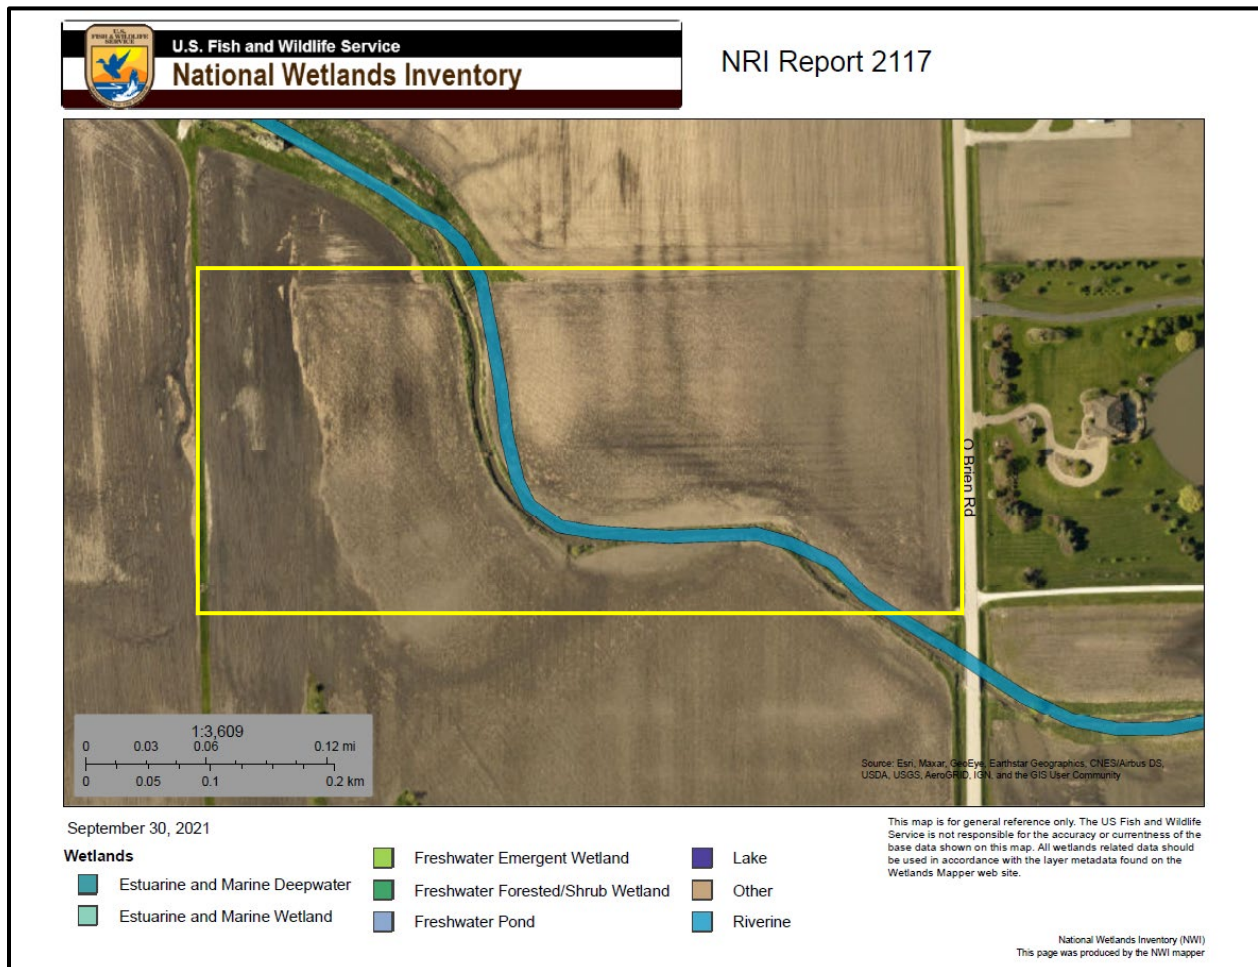 U.S. FISH & WILDLIFE SERVICE
U.S. Fish and Wildlife Service
National Wetlands Inventory
NRI Report 2117
O Brien Rd
1:3,609
0 0.03 0.06 0.12 mi
0 0.05 0.1 0.2 km
Source: Esri, Maxar, GeoEye, Earthstar Geographics, CNES/Airbus DS,
USDA, USGS, AeroGRID, IGN, and the GIS User Community
September 30, 2021
Wetlands
Estuarine and Marine Deepwater
Estuarine and Marine Wetland
Freshwater Emergent Wetland
Freshwater Forested/Shrub Wetland
Freshwater Pond
Lake
Other
Riverine
This map is for general reference only. The US Fish and Wildlife
Service is not responsible for the accuracy or currentness of the
base data shown on this map. All wetlands related data should
be used in accordance with the layer metadata found on the
Wetlands Mapper web site.
National Wetlands Inventory (NWI)
This page was produced by the NWI mapper